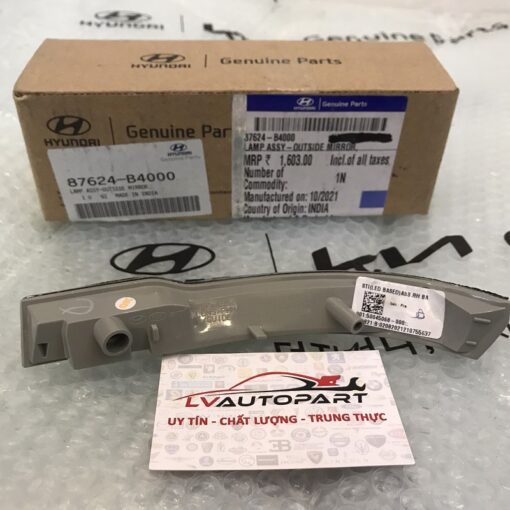 HYUNDAI | Genuine Parts
HYUNDAI | Genuine Par
87624-B4000
LAMP ASSY-OUTSIDE MIRROR
MADE IN INDIA
HYUNDAI | Genuine Parts
87624-B4000
LAMP ASSY-OUTSIDE MIRROR
MRP ₹ 1,603.00 Incl.of all taxes
Number of
Commodity: 1N
Manufactured on: 10/2021
Country of Origin: INDIA
LVAUTOPART
UY TÍN - CHẤT LƯỢNG - TRUNG THỰC